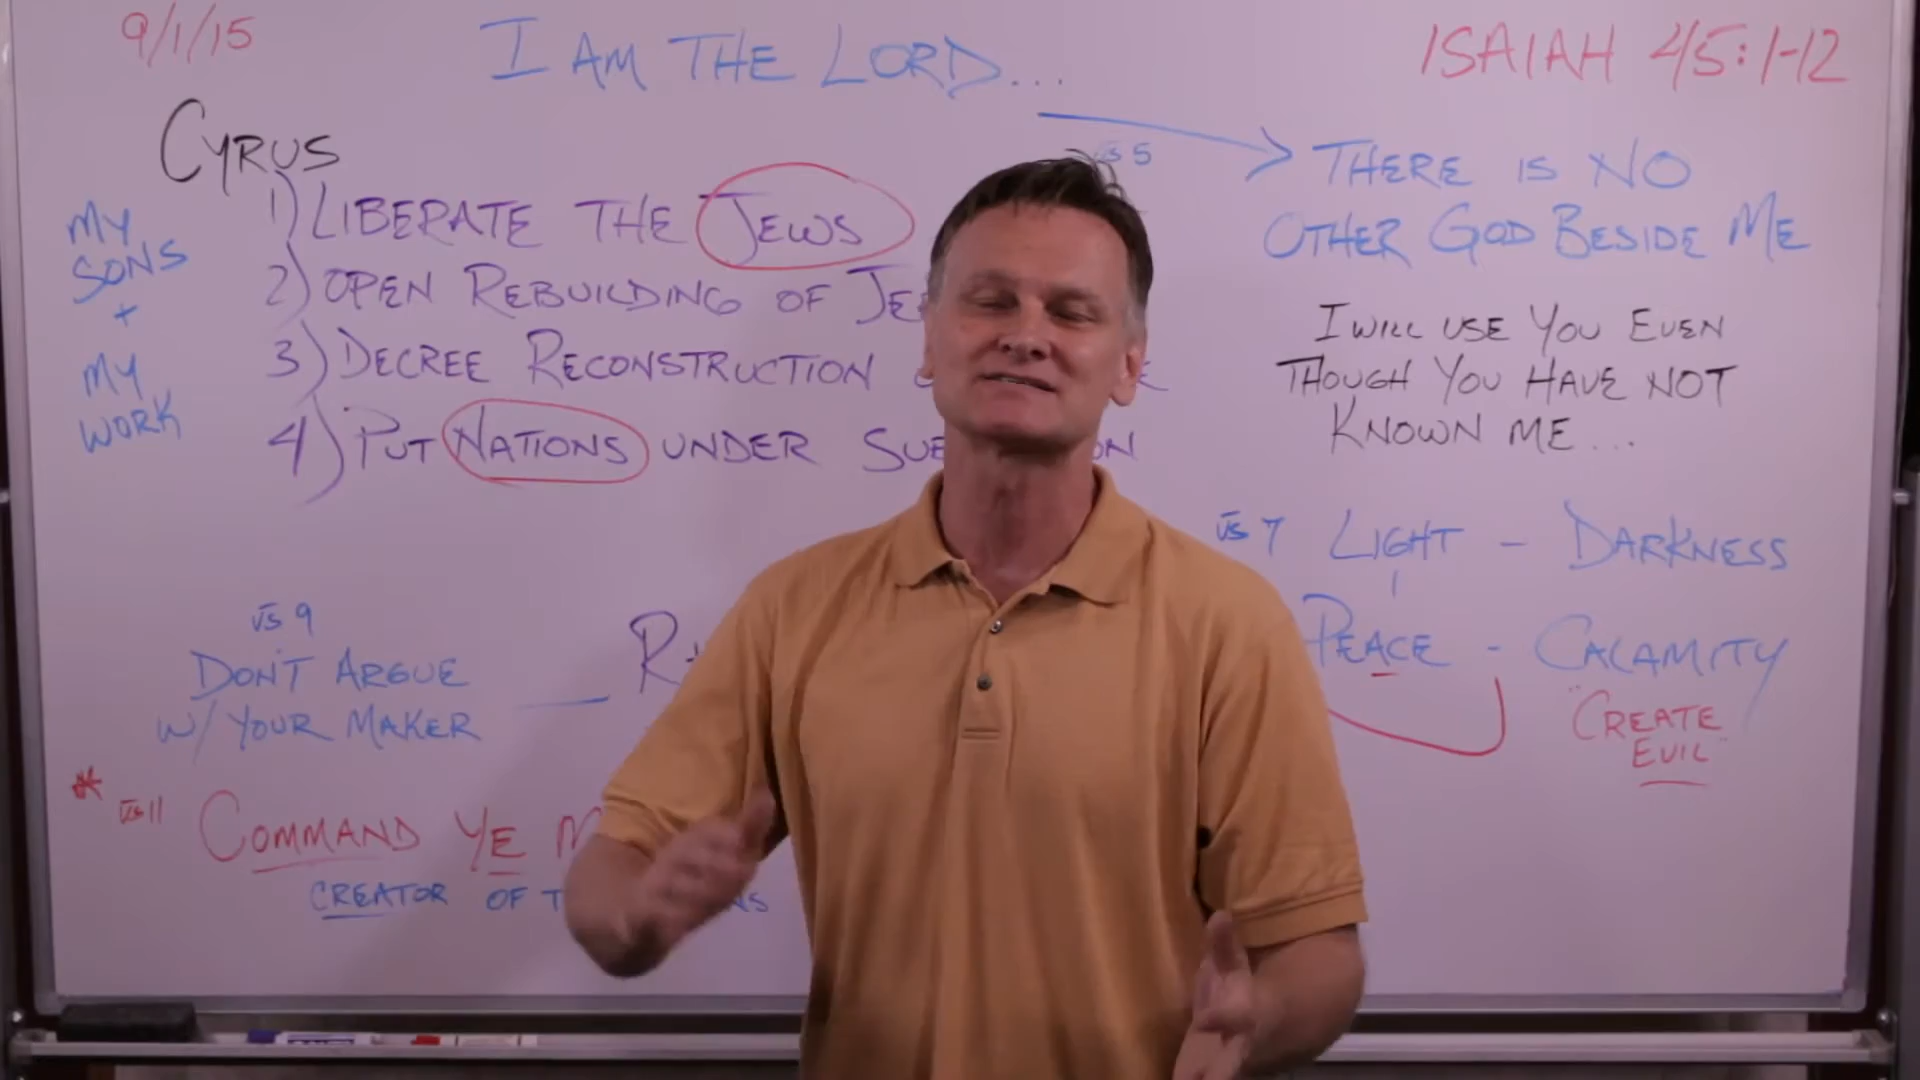 9/1/15
I AM THE LORD...
ISAIAH 45:1-12
CYRUS
MY
SONS
+
MY
WORK
1) LIBERATE THE JEWS
2) OPEN REBUILDING OF
3) DECREE RECONSTRUCTION
4) PUT NATIONS UNDER
VS 5
THERE IS NO
OTHER GOD BESIDE ME
I WILL USE YOU EVEN
THOUGH YOU HAVE NOT
KNOWN ME...
VS 7 LIGHT - DARKNESS
PEACE - CALAMITY
"CREATE
EVIL"
VS 9
DON'T ARGUE
W/ YOUR MAKER
VS 11 COMMAND YE
CREATOR OF